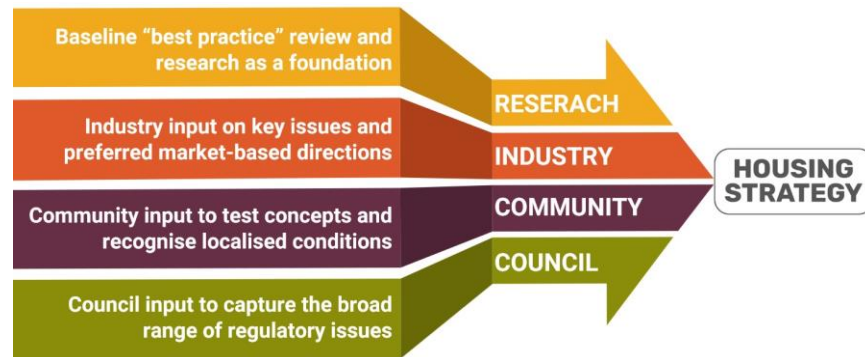 Baseline “best practice” review and
research as a foundation
RESERACH
Industry input on key issues and
preferred market-based directions
INDUSTRY
Community input to test concepts and
recognise localised conditions
COMMUNITY
Council input to capture the broad
range of regulatory issues
COUNCIL
HOUSING
STRATEGY